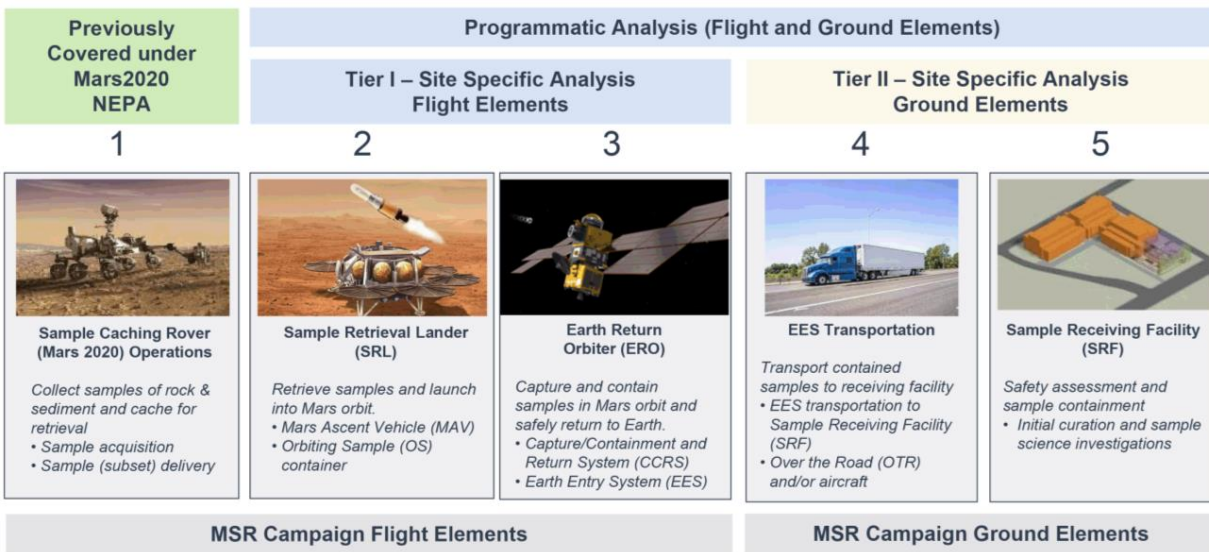 Previously
Covered under
Mars2020
NEPA
Programmatic Analysis (Flight and Ground Elements)
Tier I – Site Specific Analysis
Flight Elements
Tier II – Site Specific Analysis
Ground Elements
1
2
3
4
5
Sample Caching Rover
(Mars 2020) Operations
Collect samples of rock &
sediment and cache for
retrieval
• Sample acquisition
• Sample (subset) delivery
Sample Retrieval Lander
(SRL)
Retrieve samples and launch
into Mars orbit.
• Mars Ascent Vehicle (MAV)
• Orbiting Sample (OS)
container
Earth Return
Orbiter (ERO)
Capture and contain
samples in Mars orbit and
safely return to Earth.
• Capture/Containment and
Return System (CCRS)
• Earth Entry System (EES)
EES Transportation
Transport contained
samples to receiving facility
• EES transportation to
Sample Receiving Facility
(SRF)
• Over the Road (OTR)
and/or aircraft
Sample Receiving Facility
(SRF)
Safety assessment and
sample containment
• Initial curation and sample
science investigations
MSR Campaign Flight Elements
MSR Campaign Ground Elements